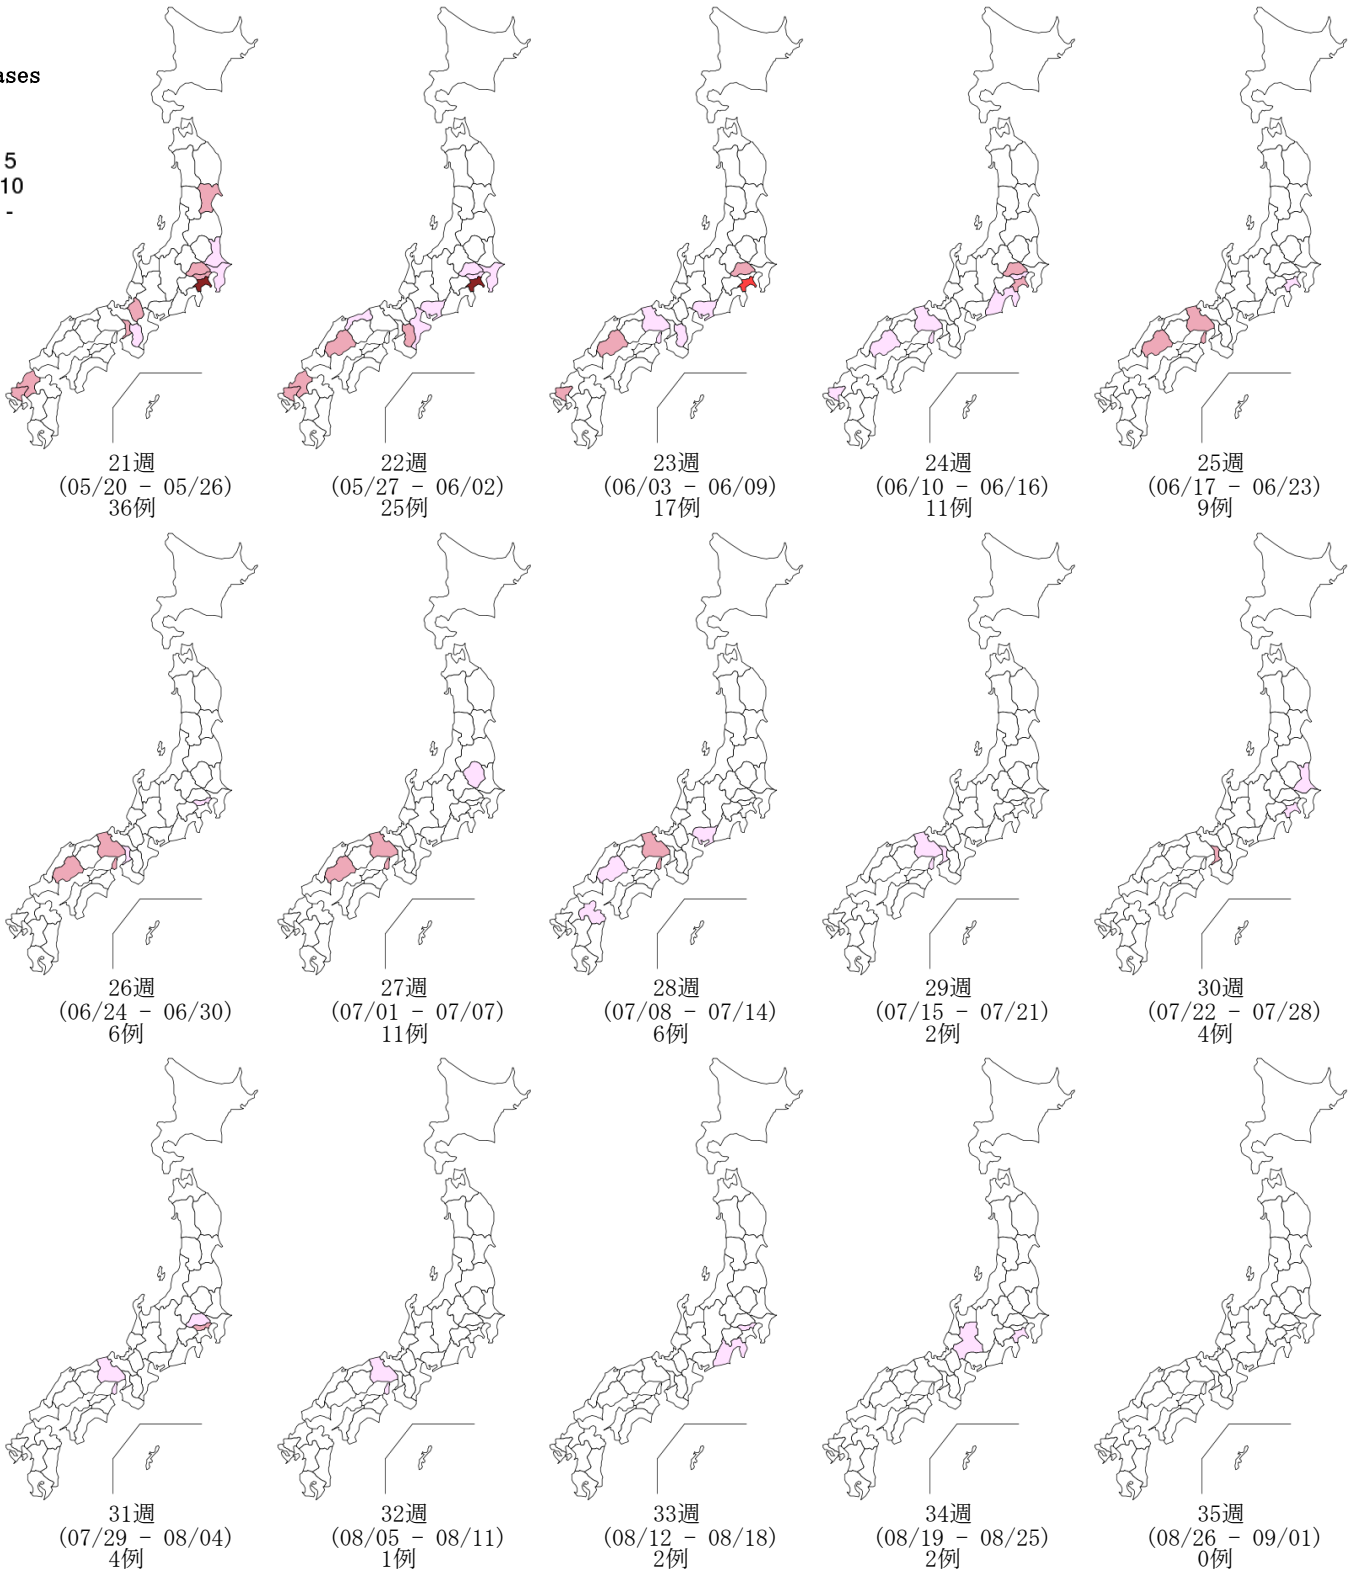 ases
5
10
-
21週
(05/20 - 05/26)
36例
22週
(05/27 - 06/02)
25例
23週
(06/03 - 06/09)
17例
24週
(06/10 - 06/16)
11例
25週
(06/17 - 06/23)
9例
26週
(06/24 - 06/30)
6例
27週
(07/01 - 07/07)
11例
28週
(07/08 - 07/14)
6例
29週
(07/15 - 07/21)
2例
30週
(07/22 - 07/28)
4例
31週
(07/29 - 08/04)
4例
32週
(08/05 - 08/11)
1例
33週
(08/12 - 08/18)
2例
34週
(08/19 - 08/25)
2例
35週
(08/26 - 09/01)
0例